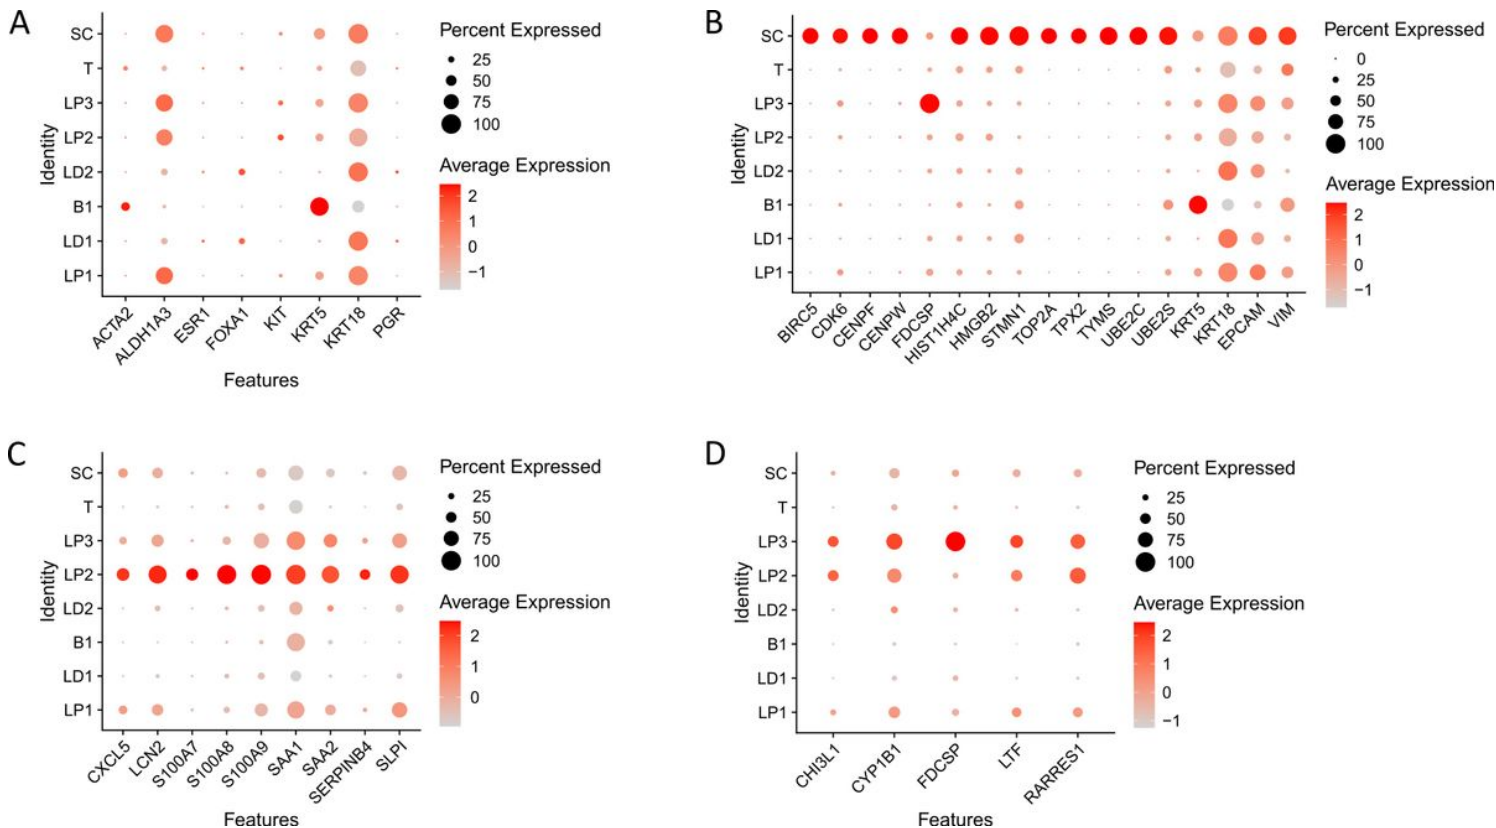 A
Identity
SC
T
LP3
LP2
LD2
B1
LD1
LP1
ACTA2
ALDH1A3
ESR1
FOXA1
KIT
KRT5
KRT18
PGR
Features
Percent Expressed
25
50
75
100
Average Expression
2
1
0
−1
B
Identity
SC
T
LP3
LP2
LD2
B1
LD1
LP1
BIRC5
CDK6
CENPF
CENPW
FDCSP
HIST1H4C
HMGB2
STMN1
TOP2A
TPX2
TYMS
UBE2C
UBE2S
KRT5
KRT18
EPCAM
VIM
Features
Percent Expressed
0
25
50
75
100
Average Expression
2
1
0
−1
C
Identity
SC
T
LP3
LP2
LD2
B1
LD1
LP1
CXCL5
LCN2
S100A7
S100A8
S100A9
SAA1
SAA2
SERPINB4
SLPI
Features
Percent Expressed
25
50
75
100
Average Expression
2
1
0
D
Identity
SC
T
LP3
LP2
LD2
B1
LD1
LP1
CHI3L1
CYP1B1
FDCSP
LTF
RARRES1
Features
Percent Expressed
25
50
75
100
Average Expression
2
1
0
−1